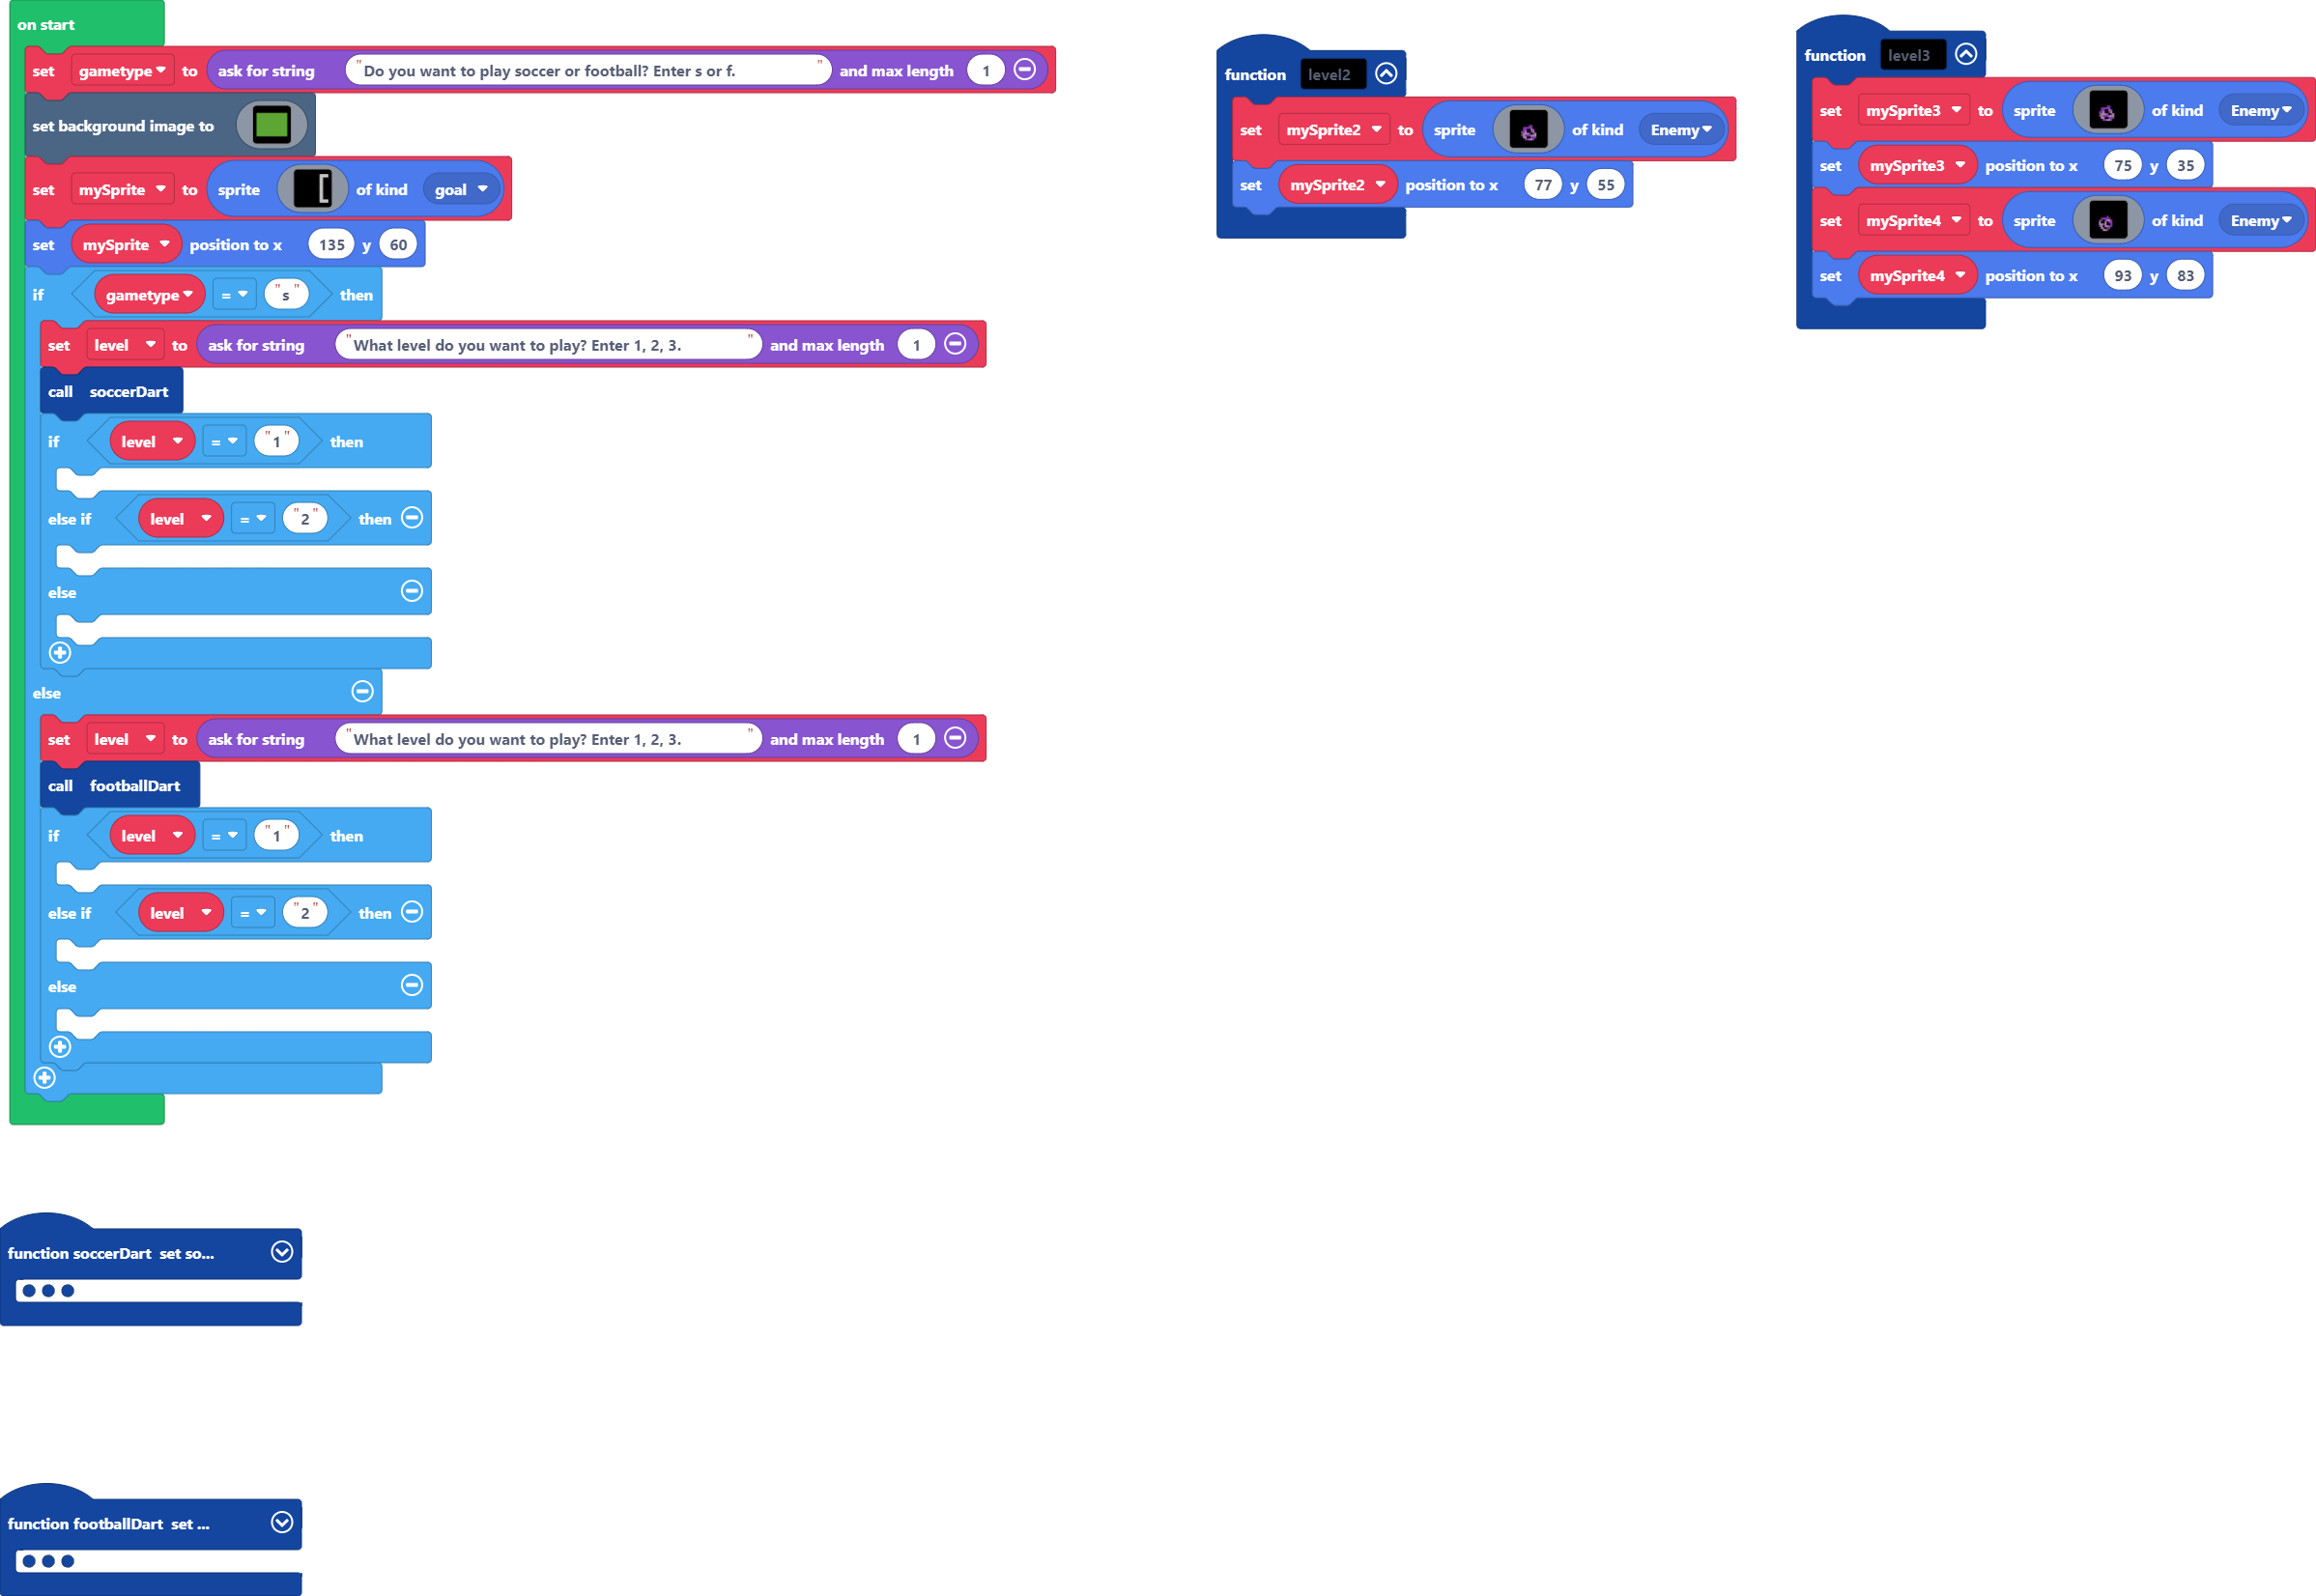 on start
set gametype to ask for string "Do you want to play soccer or football? Enter s or f." and max length 1
set background image to
set mySprite to sprite of kind goal
set mySprite position to x 135 y 60
if gametype = "s" then
set level to ask for string "What level do you want to play? Enter 1, 2, 3." and max length 1
call soccerDart
if level = "1" then
else if level = "2" then
else
else
set level to ask for string "What level do you want to play? Enter 1, 2, 3." and max length 1
call footballDart
if level = "1" then
else if level = "2" then
else
function soccerDart set so...
function footballDart set ...
function level2
set mySprite2 to sprite of kind Enemy
set mySprite2 position to x 77 y 55
function level3
set mySprite3 to sprite of kind Enemy
set mySprite3 position to x 75 y 35
set mySprite4 to sprite of kind Enemy
set mySprite4 position to x 93 y 83